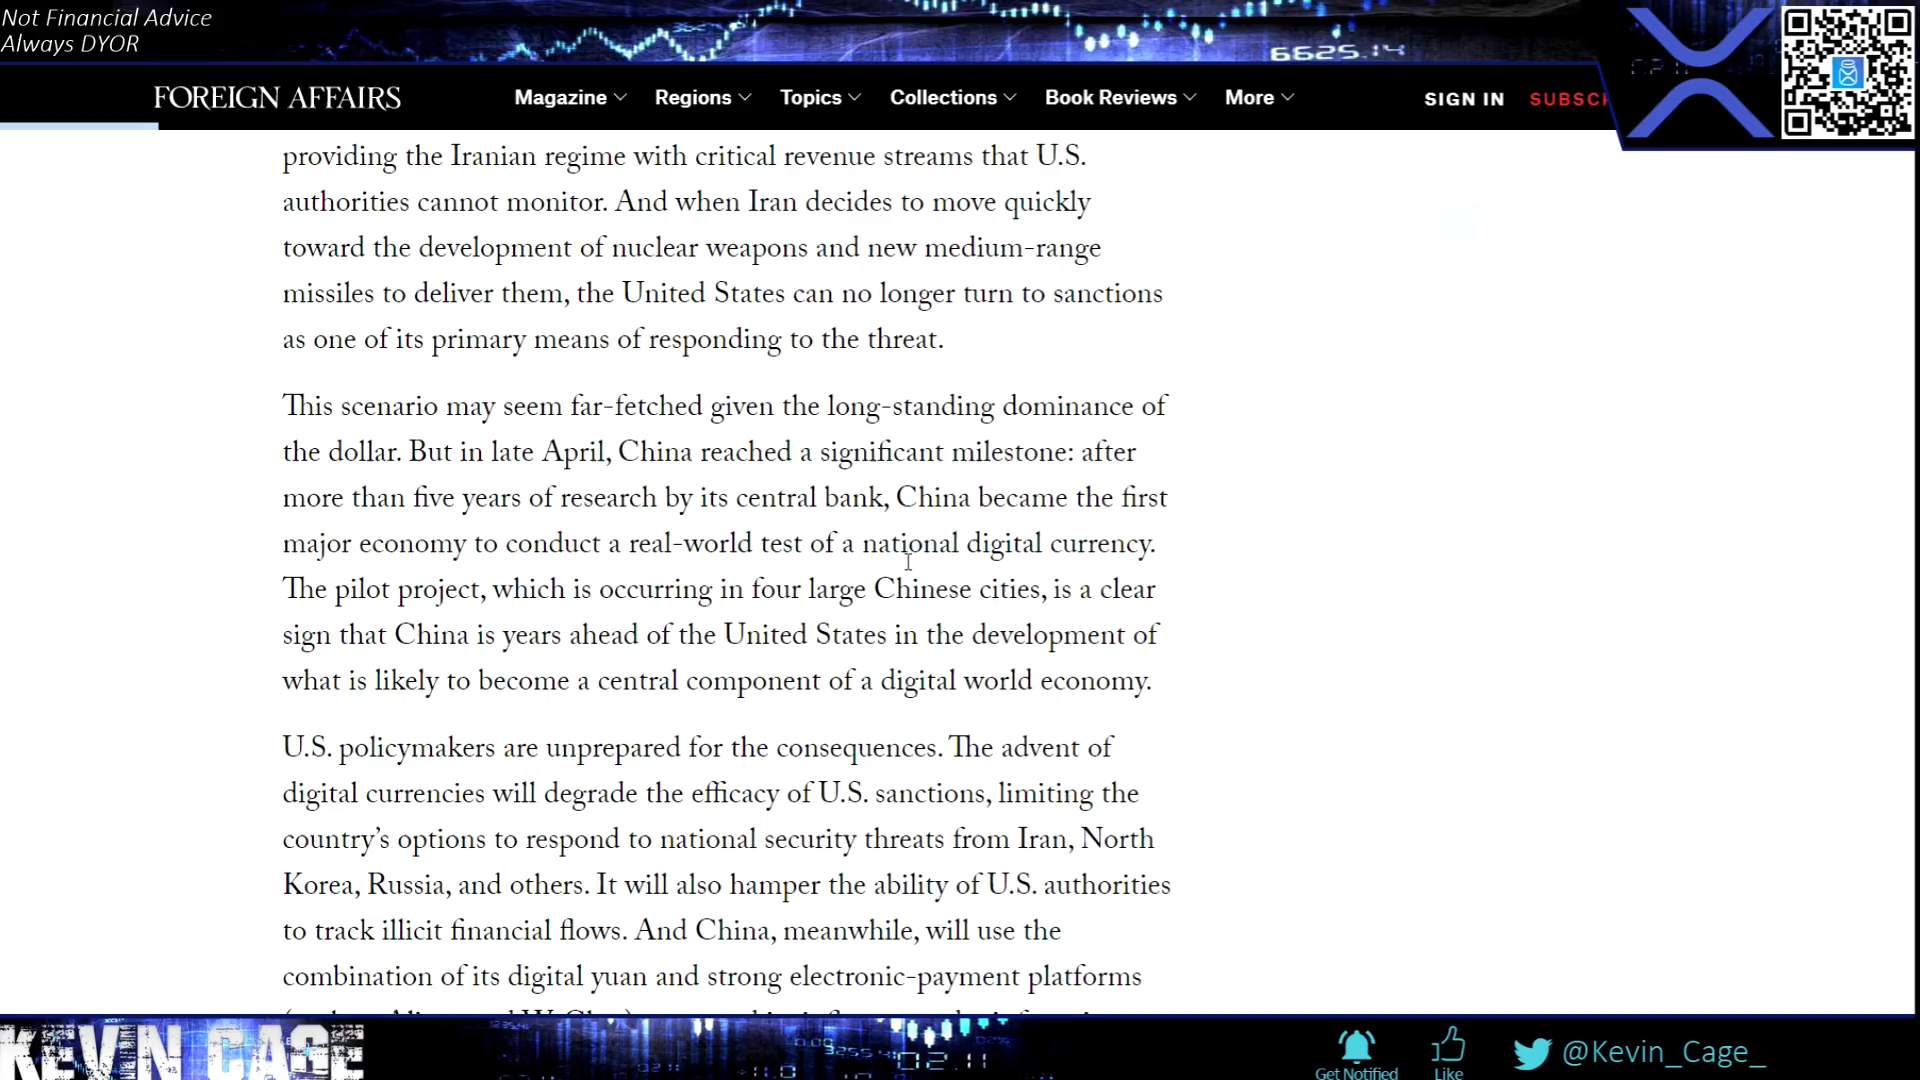 Not Financial Advice
Always DYOR
6625.14
FOREIGN AFFAIRS
Magazine
Regions
Topics
Collections
Book Reviews
More
SIGN IN
SUBSC
providing the Iranian regime with critical revenue streams that U.S.
authorities cannot monitor. And when Iran decides to move quickly
toward the development of nuclear weapons and new medium-range
missiles to deliver them, the United States can no longer turn to sanctions
as one of its primary means of responding to the threat.
This scenario may seem far-fetched given the long-standing dominance of
the dollar. But in late April, China reached a significant milestone: after
more than five years of research by its central bank, China became the first
major economy to conduct a real-world test of a national digital currency.
The pilot project, which is occurring in four large Chinese cities, is a clear
sign that China is years ahead of the United States in the development of
what is likely to become a central component of a digital world economy.
U.S. policymakers are unprepared for the consequences. The advent of
digital currencies will degrade the efficacy of U.S. sanctions, limiting the
country's options to respond to national security threats from Iran, North
Korea, Russia, and others. It will also hamper the ability of U.S. authorities
to track illicit financial flows. And China, meanwhile, will use the
combination of its digital yuan and strong electronic-payment platforms
KEVIN CAGE
02.11
Get Notified
Like
@Kevin_Cage_